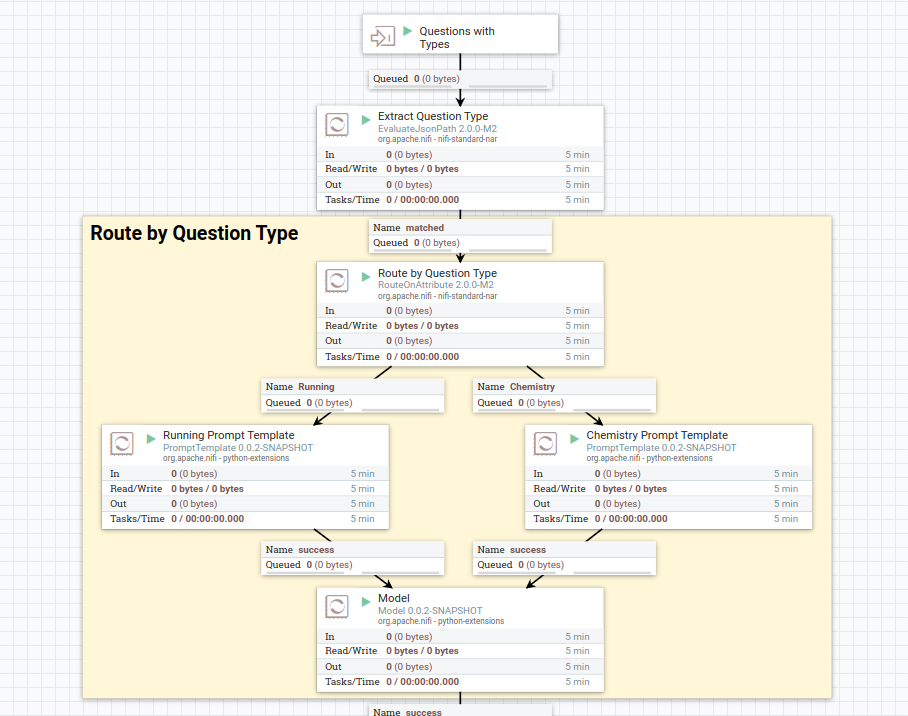 Questions with
Types
Queued 0 (0 bytes)
Extract Question Type
EvaluateJsonPath 2.0.0-M2
org.apache.nifi - nifi-standard-nar
In 0 (0 bytes) 5 min
Read/Write 0 bytes / 0 bytes 5 min
Out 0 (0 bytes) 5 min
Tasks/Time 0 / 00:00:00.000 5 min
Route by Question Type
Name matched
Queued 0 (0 bytes)
Route by Question Type
RouteOnAttribute 2.0.0-M2
org.apache.nifi - nifi-standard-nar
In 0 (0 bytes) 5 min
Read/Write 0 bytes / 0 bytes 5 min
Out 0 (0 bytes) 5 min
Tasks/Time 0 / 00:00:00.000 5 min
Name Running
Queued 0 (0 bytes)
Name Chemistry
Queued 0 (0 bytes)
Running Prompt Template
PromptTemplate 0.0.2-SNAPSHOT
org.apache.nifi - python-extensions
In 0 (0 bytes) 5 min
Read/Write 0 bytes / 0 bytes 5 min
Out 0 (0 bytes) 5 min
Tasks/Time 0 / 00:00:00.000 5 min
Chemistry Prompt Template
PromptTemplate 0.0.2-SNAPSHOT
org.apache.nifi - python-extensions
In 0 (0 bytes) 5 min
Read/Write 0 bytes / 0 bytes 5 min
Out 0 (0 bytes) 5 min
Tasks/Time 0 / 00:00:00.000 5 min
Name success
Queued 0 (0 bytes)
Name success
Queued 0 (0 bytes)
Model
Model 0.0.2-SNAPSHOT
org.apache.nifi - python-extensions
In 0 (0 bytes) 5 min
Read/Write 0 bytes / 0 bytes 5 min
Out 0 (0 bytes) 5 min
Tasks/Time 0 / 00:00:00.000 5 min
Name success